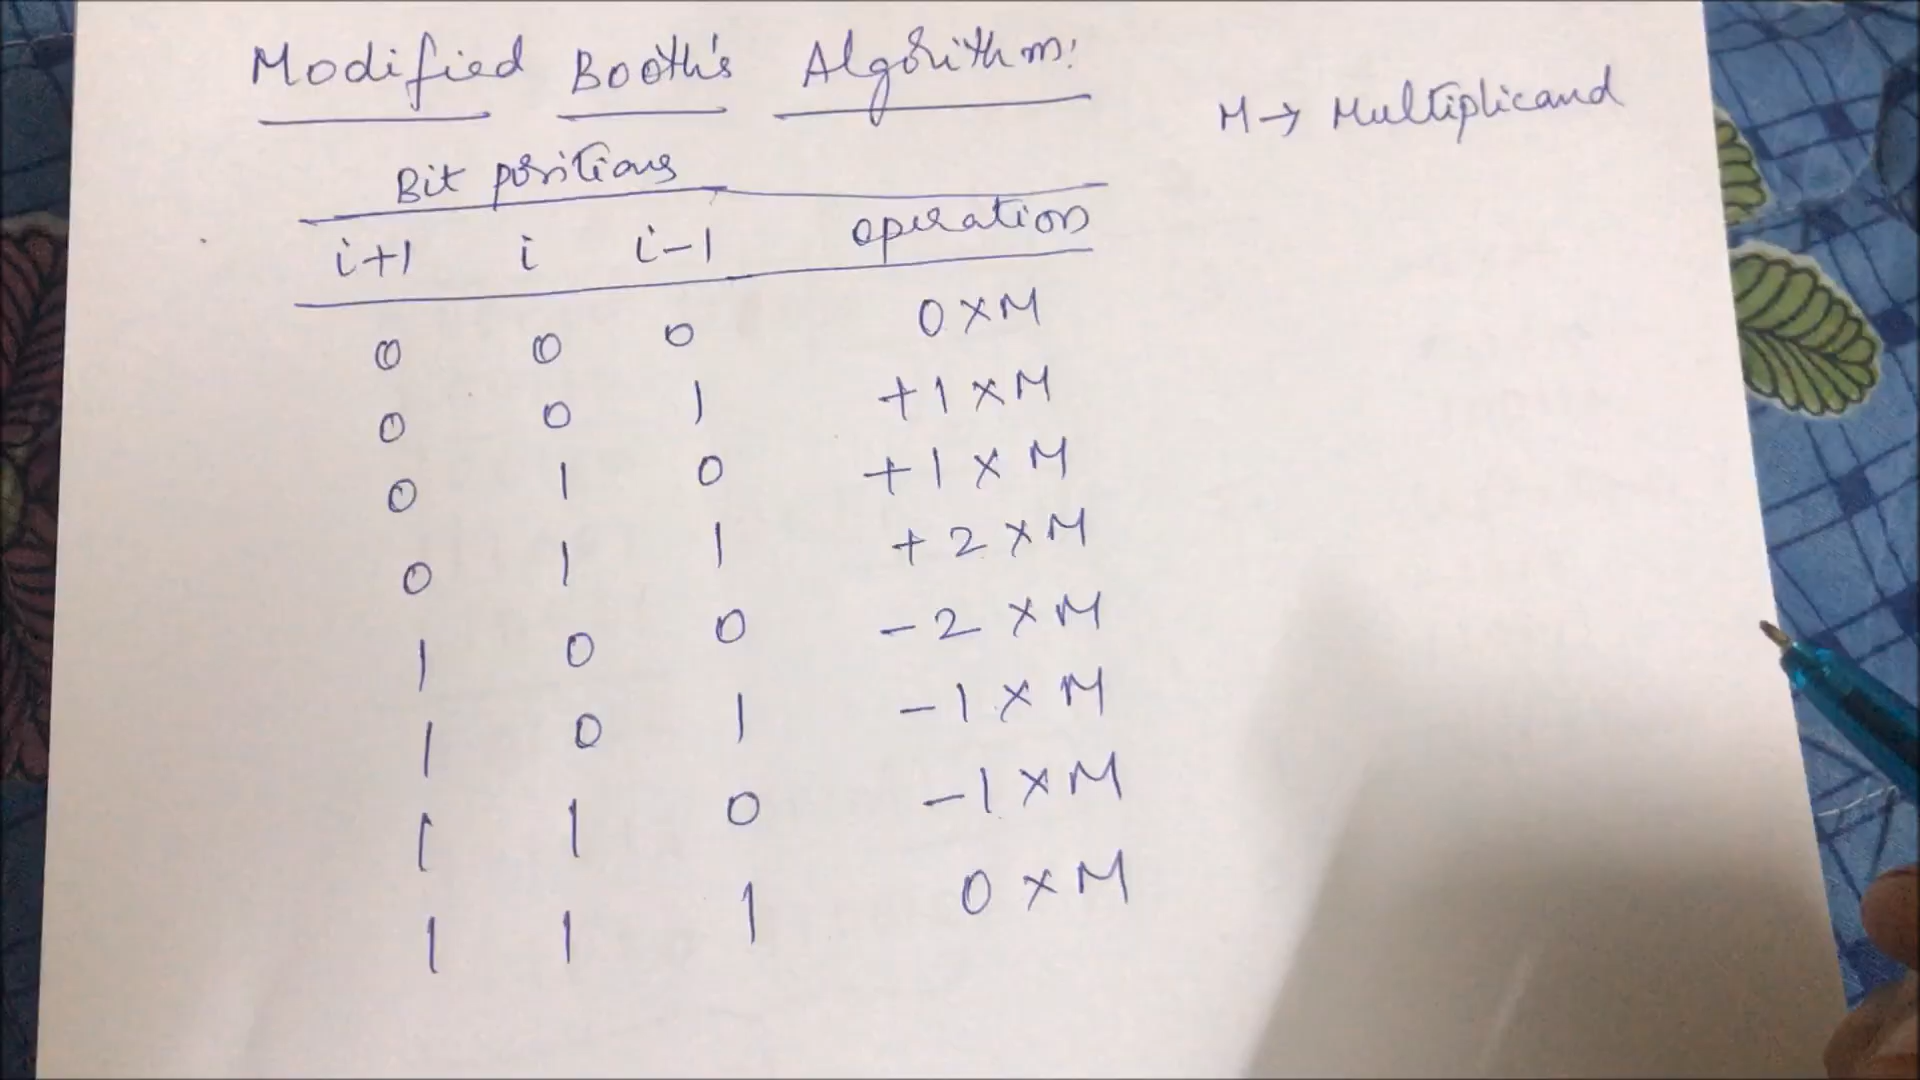 Modified Booth's Algorithm:
M → Multiplicand
Bit positions
i+1 i i-1 operation
0 0 0 0 × M
0 0 1 +1 × M
0 1 0 +1 × M
0 1 1 +2 × M
1 0 0 -2 × M
1 0 1 -1 × M
1 1 0 -1 × M
1 1 1 0 × M